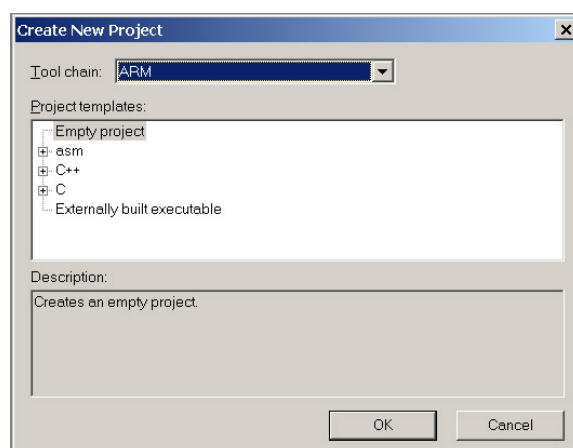 Create New Project
Tool chain: ARM
Project templates:
Empty project
asm
C++
C
Externally built executable
Description:
Creates an empty project.
OK Cancel